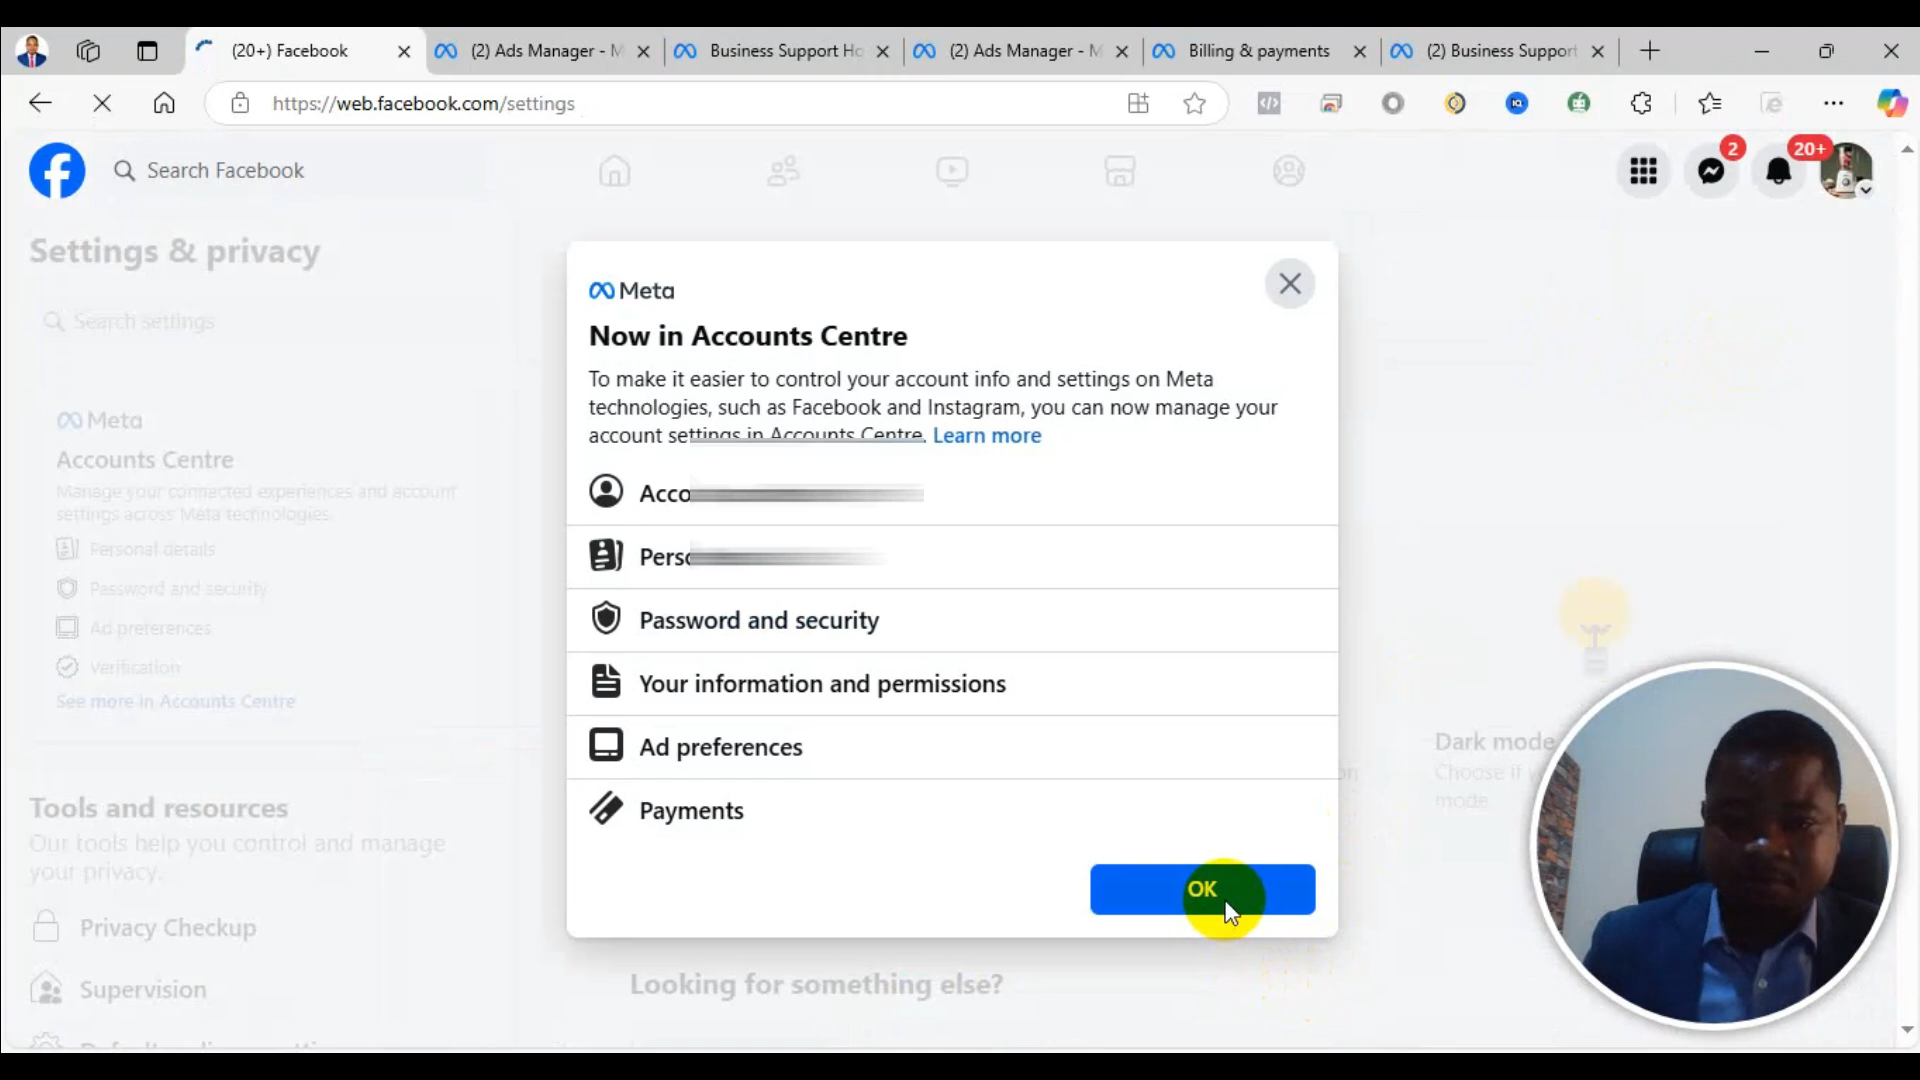 (20+) Facebook
(2) Ads Manager - M
Business Support Ho
(2) Ads Manager - M
Billing & payments
(2) Business Support
https://web.facebook.com/settings
Search Facebook
2
20+
Settings & privacy
Search settings
Meta
Accounts Centre
Manage your connected experiences and account
settings across Meta technologies.
Personal details
Password and security
Ad preferences
Verification
See more in Accounts Centre
Tools and resources
Our tools help you control and manage
your privacy.
Privacy Checkup
Supervision
Meta
Now in Accounts Centre
To make it easier to control your account info and settings on Meta
technologies, such as Facebook and Instagram, you can now manage your
account settings in Accounts Centre. Learn more
Acco
Perso
Password and security
Your information and permissions
Ad preferences
Payments
OK
Looking for something else?
Dark mode
Choose if
mode.